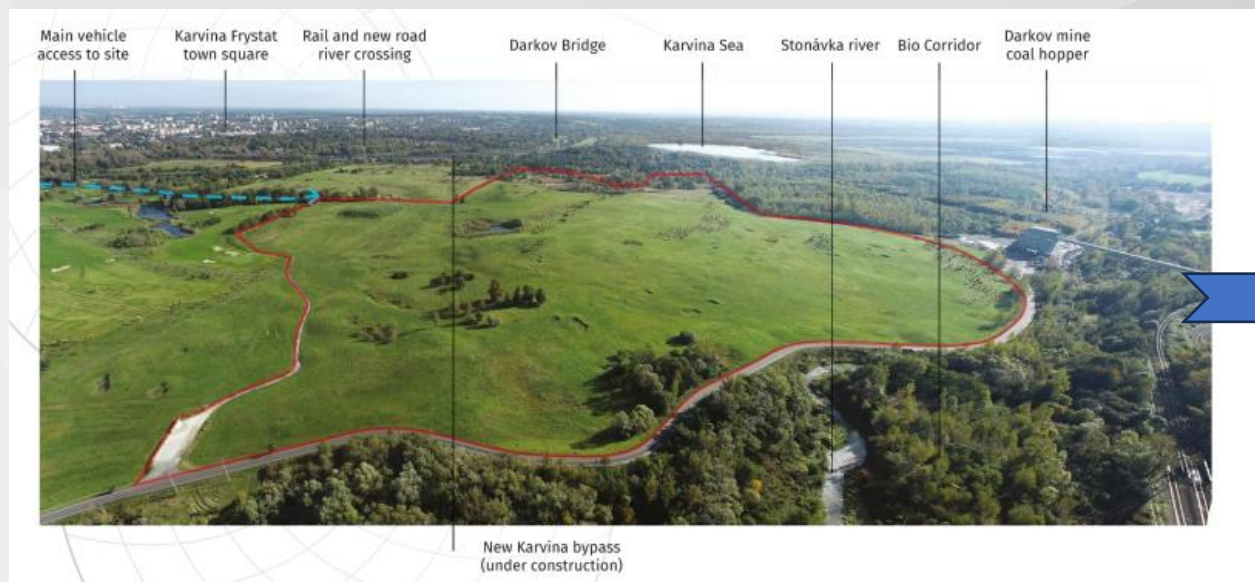 Main vehicle
access to site
Karvina Frystat
town square
Rail and new road
river crossing
Darkov Bridge
Karvina Sea
Stonávka river
Bio Corridor
Darkov mine
coal hopper
New Karvina bypass
(under construction)